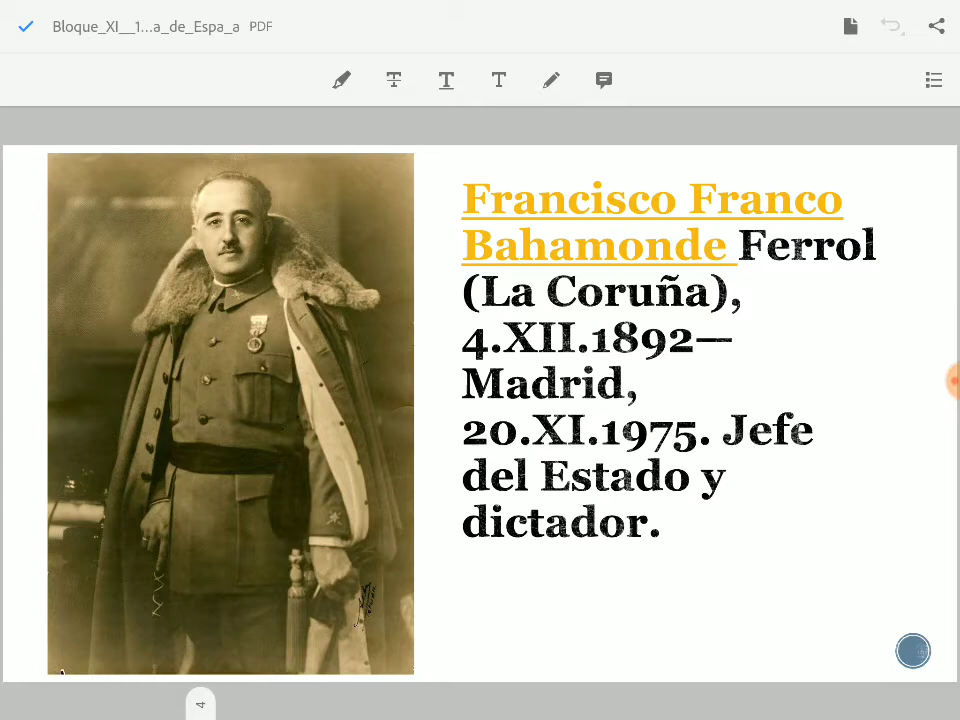 Bloque_XI__1...a_de_Espa_a PDF
Francisco Franco
Bahamonde Ferrol
(La Coruña),
4.XII.1892—
Madrid,
20.XI.1975. Jefe
del Estado y
dictador.
4